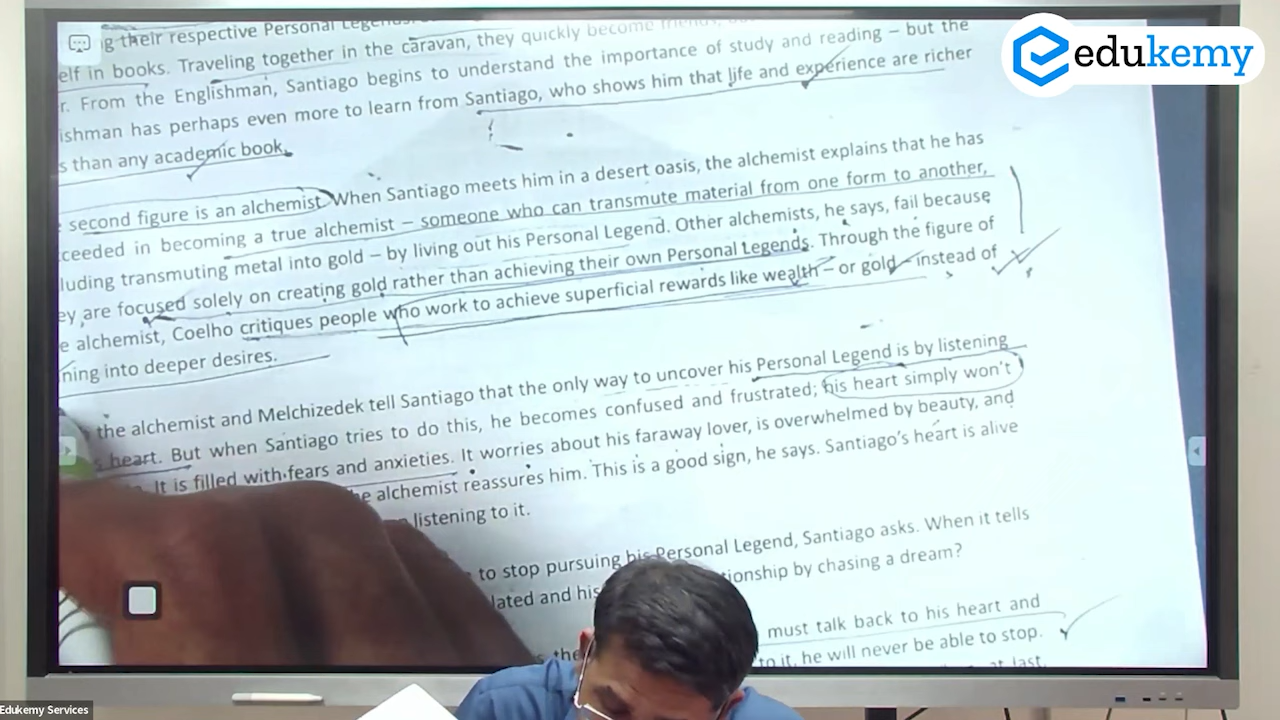 edukemy
g their respective Personal Legends.
elf in books. Traveling together in the caravan, they quickly become friends,
r. From the Englishman, Santiago begins to understand the importance of study and reading – but the
ishman has perhaps even more to learn from Santiago, who shows him that life and experience are richer
s than any academic book.
second figure is an alchemist. When Santiago meets him in a desert oasis, the alchemist explains that he has
ceeded in becoming a true alchemist – someone who can transmute material from one form to another,
luding transmuting metal into gold – by living out his Personal Legend. Other alchemists, he says, fail because
ey are focused solely on creating gold rather than achieving their own Personal Legends. Through the figure of
e alchemist, Coelho critiques people who work to achieve superficial rewards like wealth – or gold – instead of
ning into deeper desires.
the alchemist and Melchizedek tell Santiago that the only way to uncover his Personal Legend is by listening
s heart. But when Santiago tries to do this, he becomes confused and frustrated; his heart simply won't
It is filled with fears and anxieties. It worries about his faraway lover, is overwhelmed by beauty, and
he alchemist reassures him. This is a good sign, he says. Santiago's heart is alive
listening to it.
to stop pursuing his Personal Legend, Santiago asks. When it tells
lated and his ionship by chasing a dream?
must talk back to his heart and
the to it, he will never be able to stop.
at last,
Edukemy Services